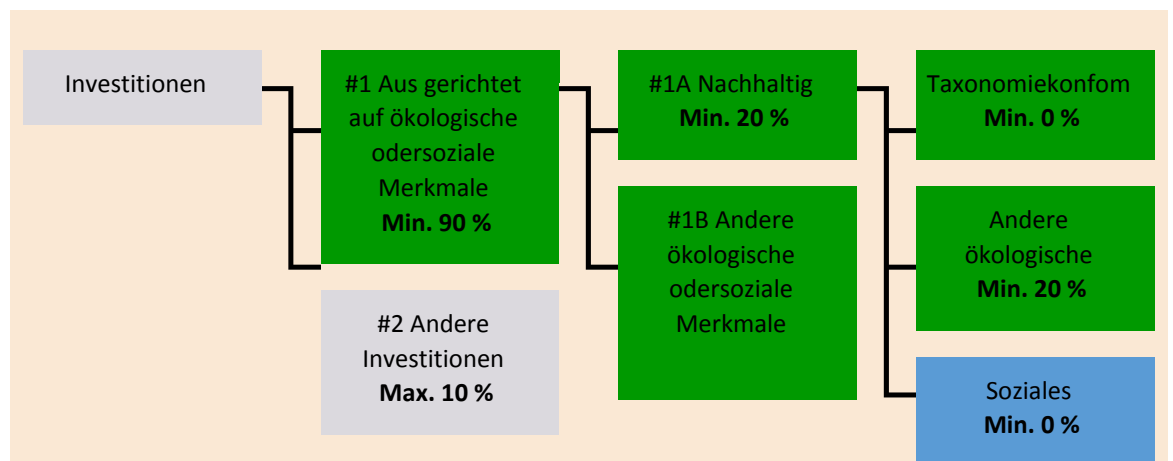 Investitionen
#1 Aus gerichtet
auf ökologische
odersoziale
Merkmale
Min. 90 %
#2 Andere
Investitionen
Max. 10 %
#1A Nachhaltig
Min. 20 %
#1B Andere
ökologische
odersoziale
Merkmale
Taxonomiekonfom
Min. 0 %
Andere
ökologische
Min. 20 %
Soziales
Min. 0 %